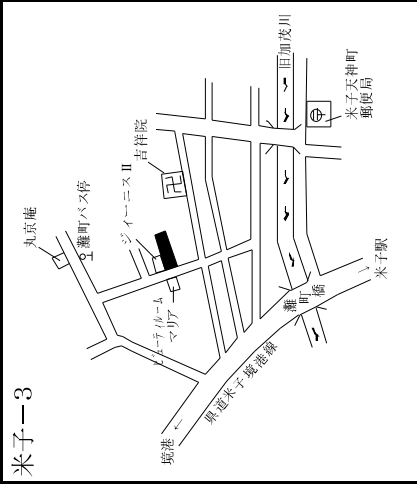 米子－3
丸京庵
灘町バス停
ジィーニスⅡ
吉祥院
旧加茂川
米子天神町
郵便局
ビューティルーム
マリア
灘町橋
米子駅
県道米子境港線
境港